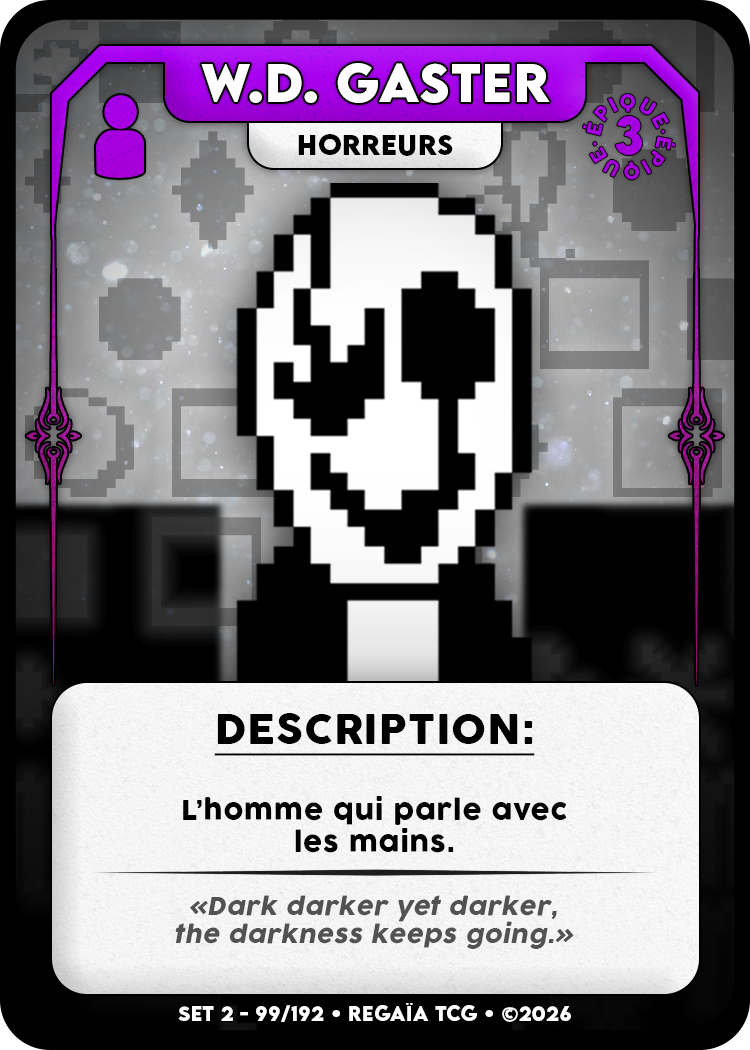 W.D. GASTER
HORREURS
ÉPIQUE·ÉPIQUE·
3
DESCRIPTION:
L'homme qui parle avec
les mains.
«Dark darker yet darker,
the darkness keeps going.»
SET 2 - 99/192 • REGAÏA TCG • ©2026